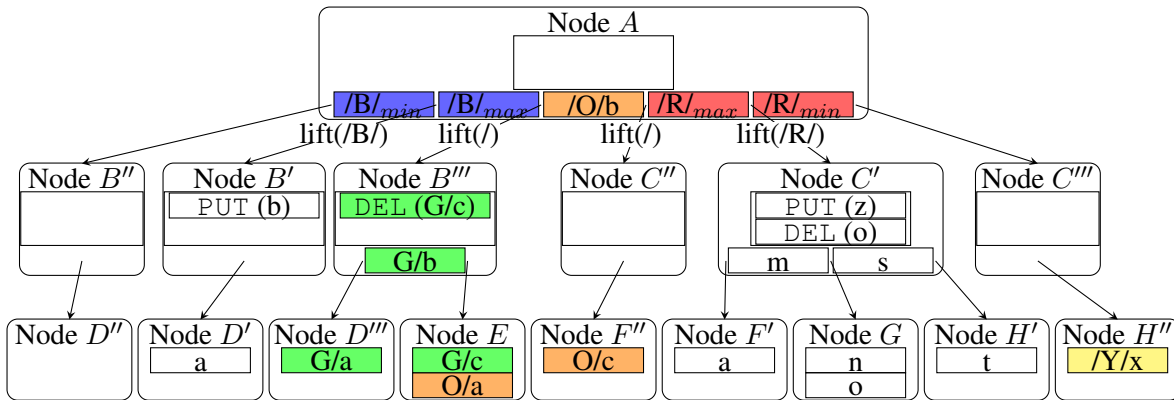 Node A
/B/min /B/max /O/b /R/max /R/min
lift(/B/) lift(/) lift(/) lift(/R/)
Node B'' Node B' Node B''' Node C'' Node C' Node C'''
PUT (b) DEL (G/c) PUT (z)
DEL (o)
G/b m s
Node D'' Node D' Node D''' Node E Node F'' Node F' Node G Node H' Node H''
a G/a G/c O/c a n t /Y/x
O/a o